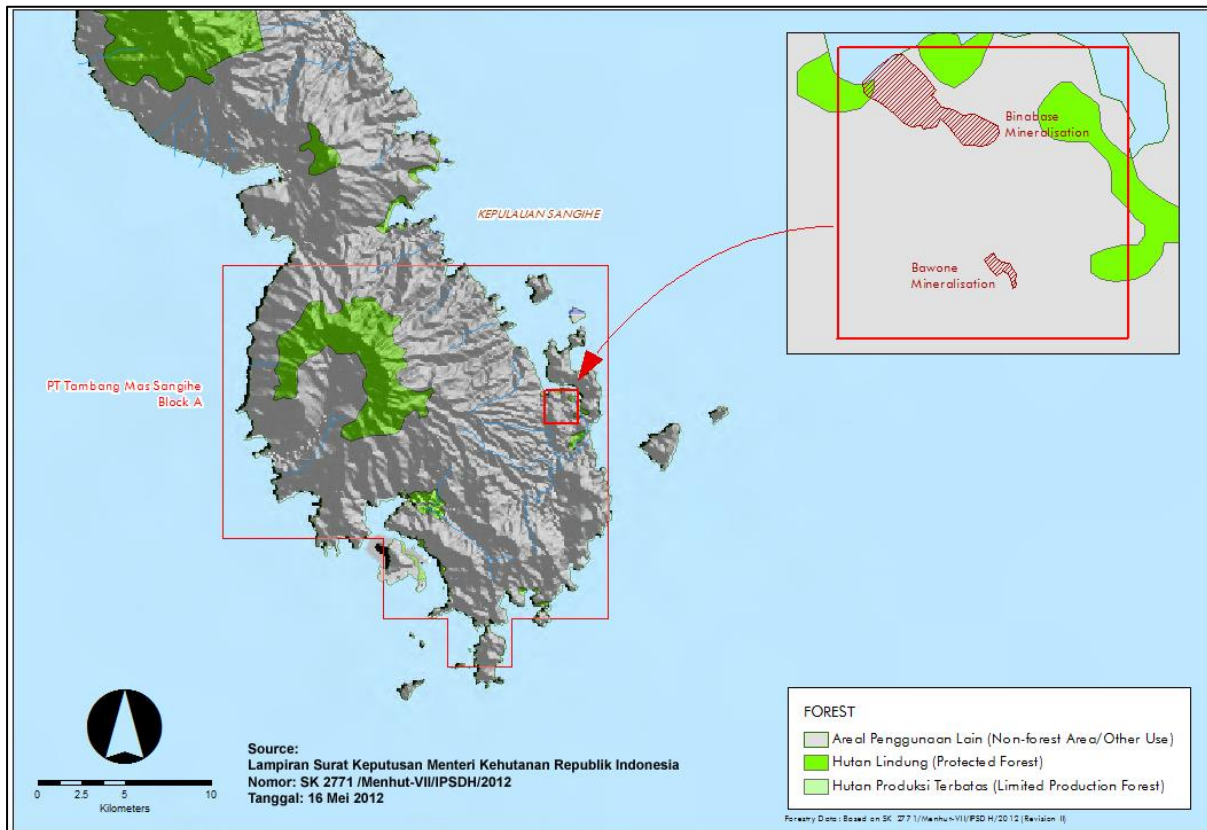 Binabase
Mineralisation
Bawone
Mineralisation
KEPULAUAN SANGIHE
PT Tambang Mas Sangihe
Block A
0 2.5 5 10
Kilometers
Source:
Lampiran Surat Keputusan Menteri Kehutanan Republik Indonesia
Nomor: SK 2771 /Menhut-VII/IPSDH/2012
Tanggal: 16 Mei 2012
FOREST
Areal Penggunaan Lain (Non-forest Area/Other Use)
Hutan Lindung (Protected Forest)
Hutan Produksi Terbatas (Limited Production Forest)
Forestry Data: Based on SK 2771/Menhut-VII/IPSDH/2012 (Revision II)